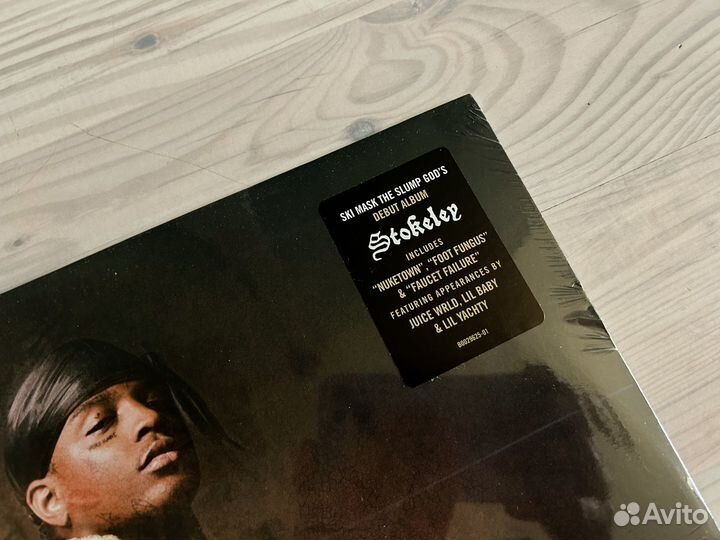 SKI MASK THE SLUMP GOD'S
DEBUT ALBUM
Stokeley
INCLUDES
"NUKETOWN", "FOOT FUNGUS"
& "FAUCET FAILURE"
FEATURING APPEARANCES BY
JUICE WRLD, LIL BABY
& LIL YACHTY
B0029625-01
Avito